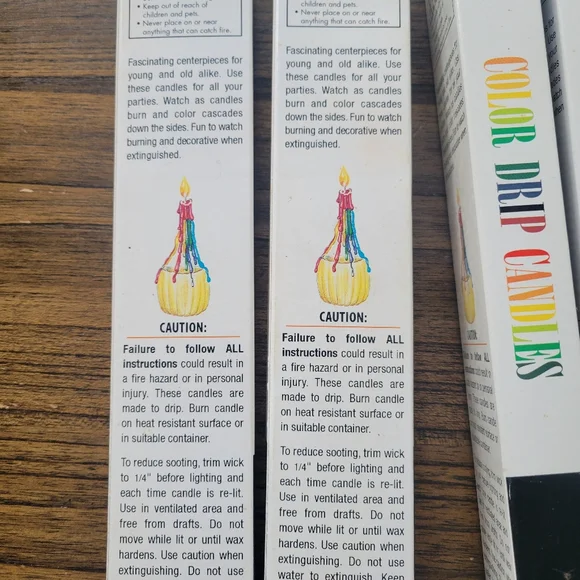 • Keep out of reach of
children and pets.
• Never place on or near
anything that can catch fire.
Fascinating centerpieces for
young and old alike. Use
these candles for all your
parties. Watch as candles
burn and color cascades
down the sides. Fun to watch
burning and decorative when
extinguished.
CAUTION:
Failure to follow ALL
instructions could result in
a fire hazard or in personal
injury. These candles are
made to drip. Burn candle
on heat resistant surface or
in suitable container.
To reduce sooting, trim wick
to 1/4" before lighting and
each time candle is re-lit.
Use in ventilated area and
free from drafts. Do not
move while lit or until wax
hardens. Use caution when
extinguishing. Do not use
children and pets.
• Never place on or near
anything that can catch fire.
Fascinating centerpieces for
young and old alike. Use
these candles for all your
parties. Watch as candles
burn and color cascades
down the sides. Fun to watch
burning and decorative when
extinguished.
CAUTION:
Failure to follow ALL
instructions could result in
a fire hazard or in personal
injury. These candles are
made to drip. Burn candle
on heat resistant surface or
in suitable container.
To reduce sooting, trim wick
to 1/4" before lighting and
each time candle is re-lit.
Use in ventilated area and
free from drafts. Do not
move while lit or until wax
hardens. Use caution when
extinguishing. Do not use
water to extinguish. Keep
CAUTION:
follow ALL
COLOR DRIP CANDLES